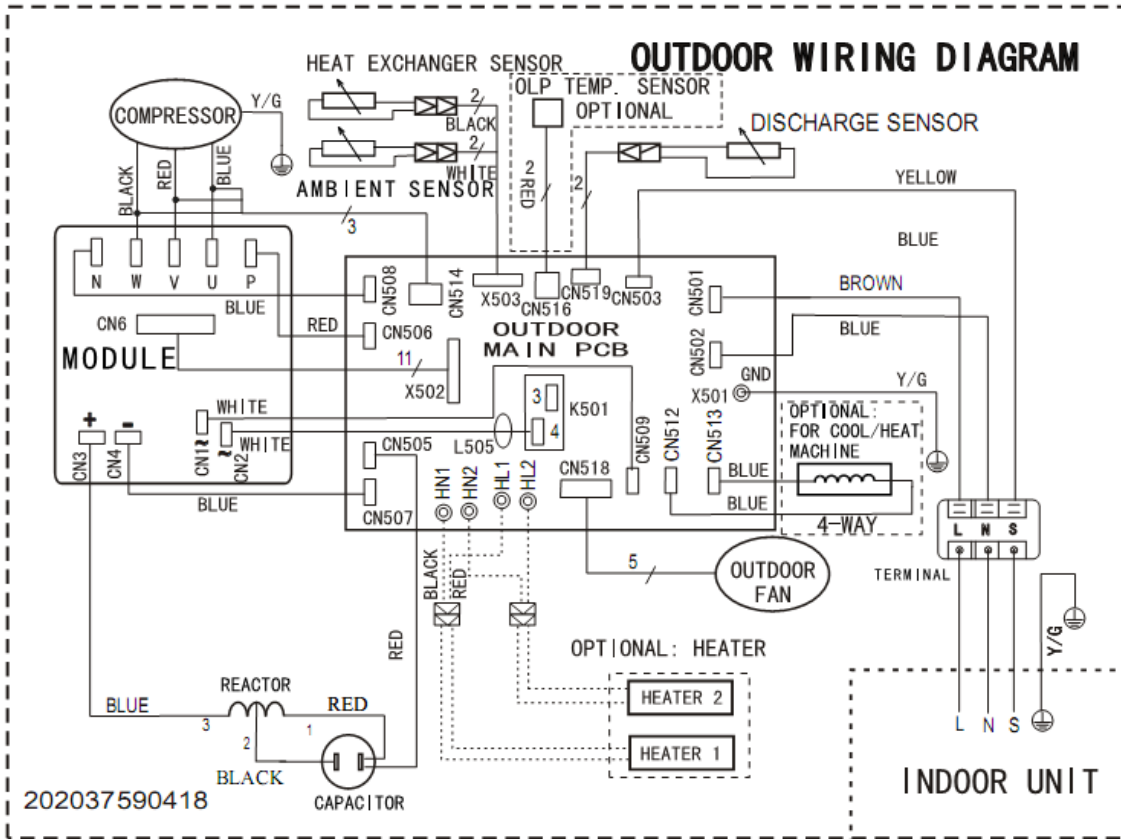 OUTDOOR WIRING DIAGRAM
HEAT EXCHANGER SENSOR
OLP TEMP. SENSOR
OPTIONAL
COMPRESSOR
Y/G
2
BLACK
2
WHITE
AMBIENT SENSOR
DISCHARGE SENSOR
BLACK
RED
BLUE
3
2
RED
2
YELLOW
BLUE
N
W
V
U
P
BLUE
RED
CN6
MODULE
11
CN508
CN514
X503
CN516
CN519
CN503
CN501
BROWN
CN506
OUTDOOR
MAIN PCB
CN502
BLUE
X502
X501
GND
Y/G
+
-
CN3
CN4
CN1~
~CN2
WHITE
WHITE
3
4
K501
L505
CN505
CN507
BLUE
HN1
HN2
HL1
HL2
CN518
CN509
CN512
CN513
BLUE
BLUE
OPTIONAL:
FOR COOL/HEAT
MACHINE
4-WAY
L N S
TERMINAL
BLACK
RED
5
OUTDOOR
FAN
RED
Y/G
OPTIONAL: HEATER
HEATER 2
HEATER 1
REACTOR
BLUE
3
2
1
RED
BLACK
CAPACITOR
L N S
INDOOR UNIT
202037590418